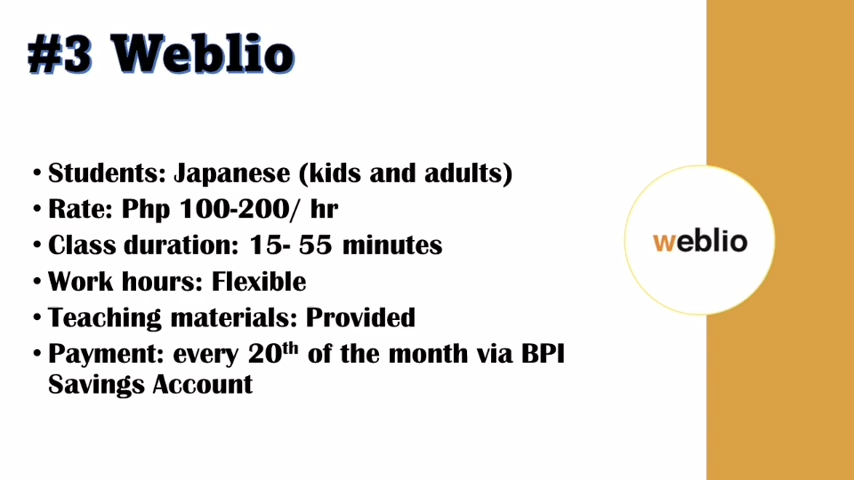 #3 Weblio
• Students: Japanese (kids and adults)
• Rate: Php 100-200/ hr
• Class duration: 15- 55 minutes
• Work hours: Flexible
• Teaching materials: Provided
• Payment: every 20th of the month via BPI
Savings Account
weblio